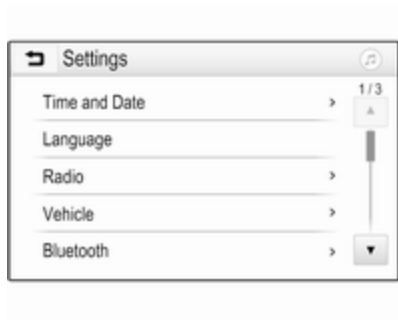 Settings
1/3
Time and Date
Language
Radio
Vehicle
Bluetooth